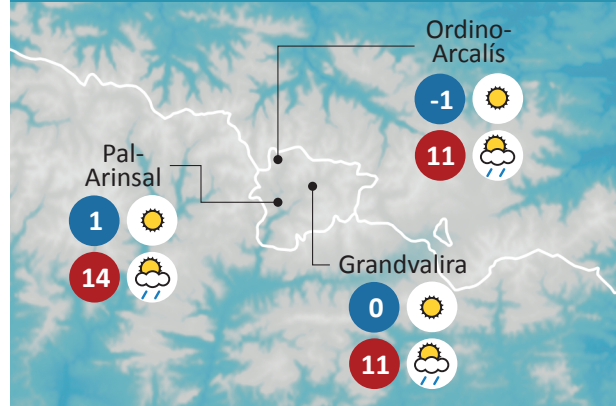 Ordino-
Arcalís
-1
11
Pal-
Arinsal
1
14
Grandvalira
0
11